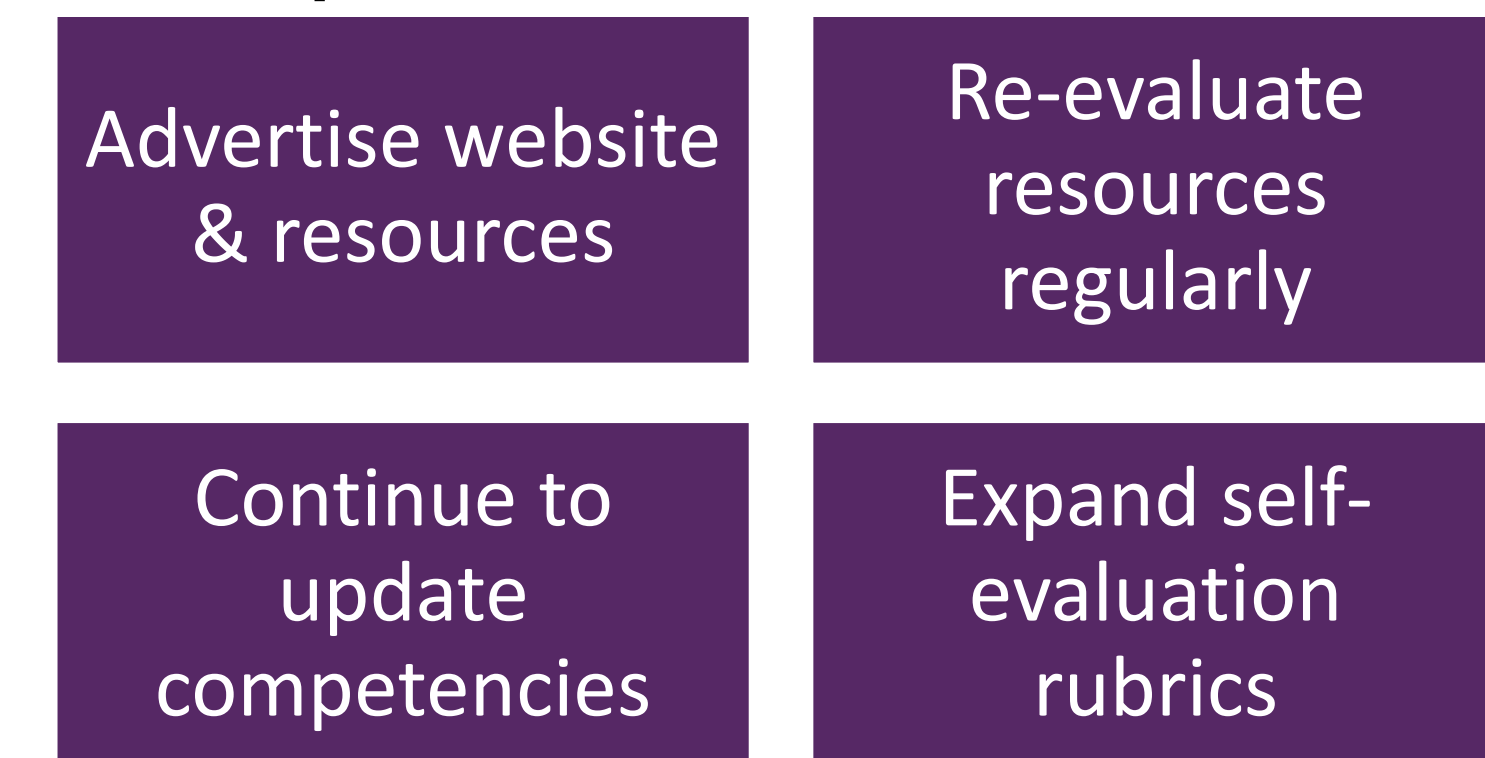 Advertise website
& resources
Re-evaluate
resources
regularly
Continue to
update
competencies
Expand self-
evaluation
rubrics